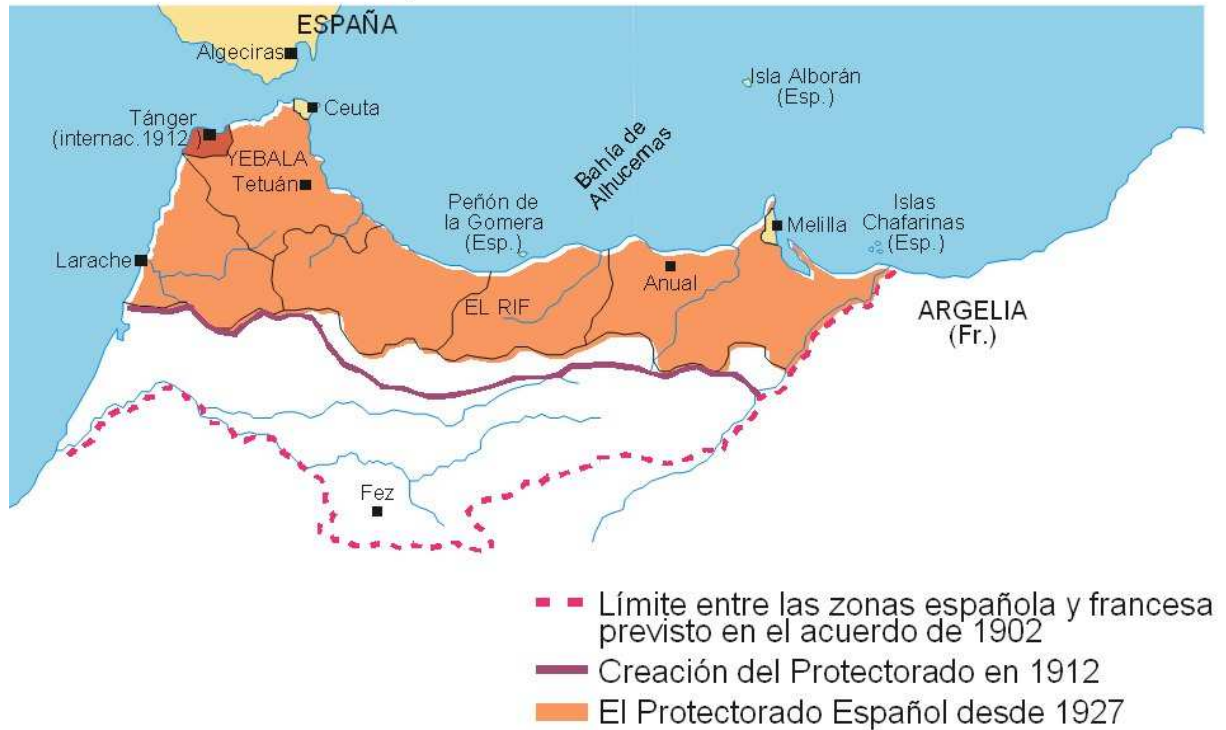 ESPAÑA
Algeciras
Isla Alborán
(Esp.)
Ceuta
Tánger
(internac.1912 )
YEBALA
Tetuán
Bahía de
Alhucemas
Peñón de
la Gomera
(Esp.)
Melilla
Islas
Chafarinas
(Esp.)
Larache
Anual
EL RIF
ARGELIA
(Fr.)
Fez
Límite entre las zonas española y francesa
previsto en el acuerdo de 1902
Creación del Protectorado en 1912
El Protectorado Español desde 1927